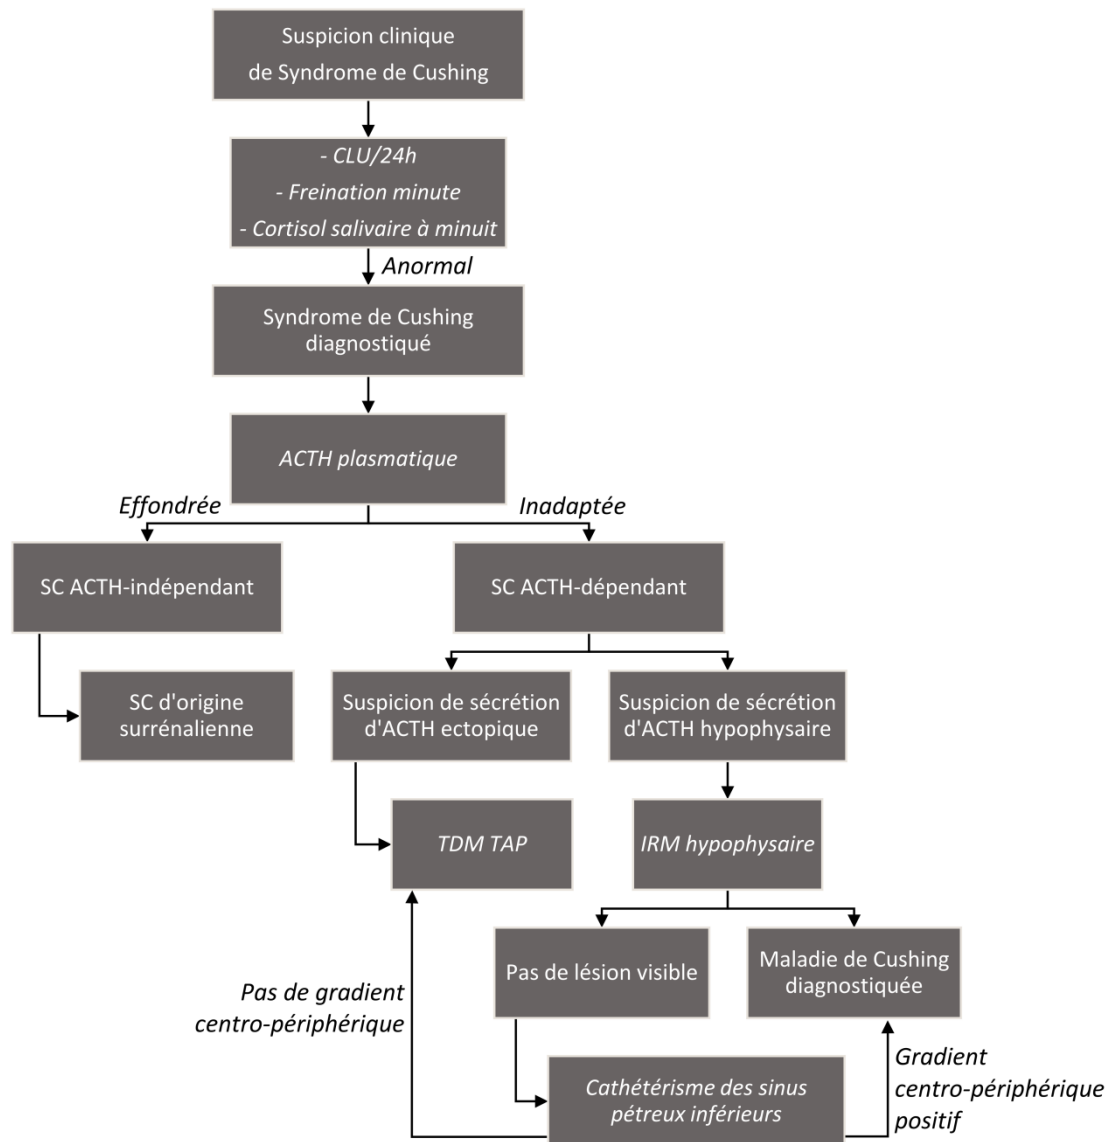 Suspicion clinique
de Syndrome de Cushing
- CLU/24h
- Freination minute
- Cortisol salivaire à minuit
Anormal
Syndrome de Cushing
diagnostiqué
ACTH plasmatique
Effondrée
Inadaptée
SC ACTH-indépendant
SC ACTH-dépendant
SC d'origine
surrénalienne
Suspicion de sécrétion
d'ACTH ectopique
Suspicion de sécrétion
d'ACTH hypophysaire
TDM TAP
IRM hypophysaire
Pas de lésion visible
Maladie de Cushing
diagnostiquée
Pas de gradient
centro-périphérique
Cathétérisme des sinus
pétreux inférieurs
Gradient
centro-périphérique
positif